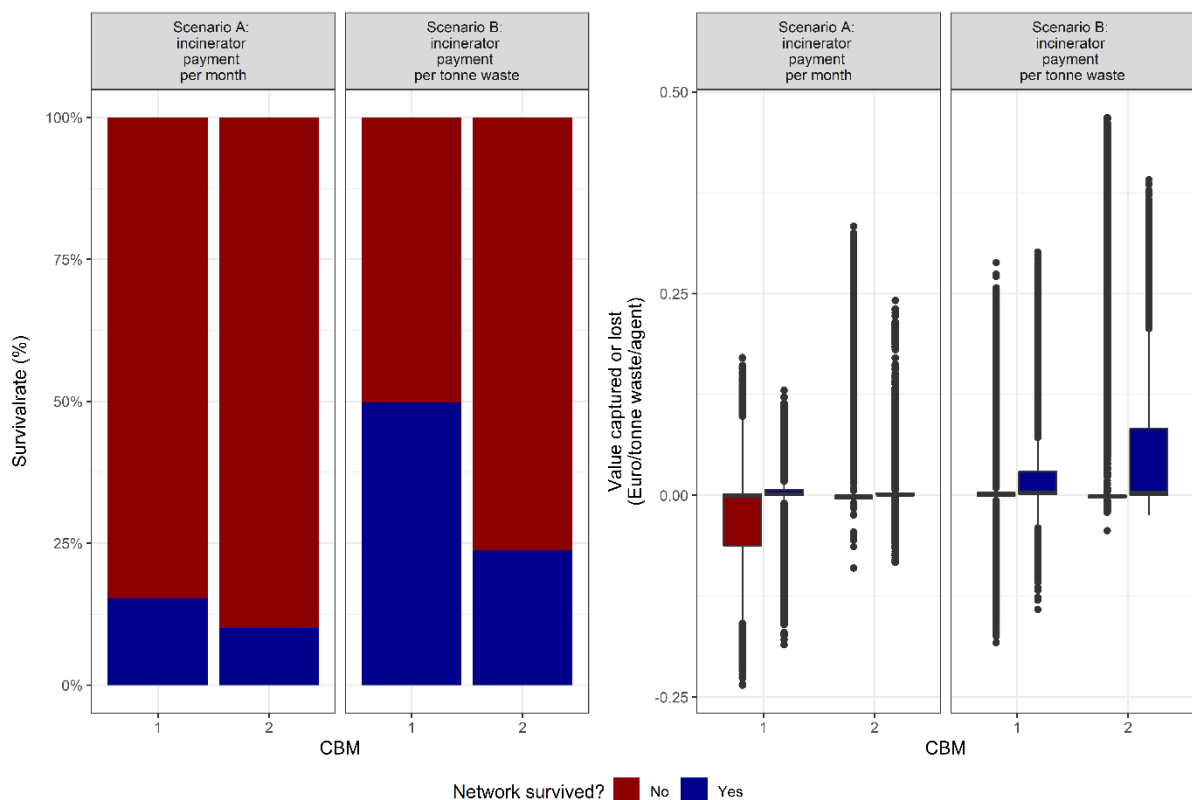 Scenario A:
incinerator
payment
per month
Scenario B:
incinerator
payment
per tonne waste
100%
75%
50%
25%
0%
Survivalrate (%)
1
2
1
2
CBM
Scenario A:
incinerator
payment
per month
Scenario B:
incinerator
payment
per tonne waste
0.50
0.25
0.00
-0.25
Value captured or lost
(Euro/tonne waste/agent)
1
2
1
2
CBM
Network survived? No Yes